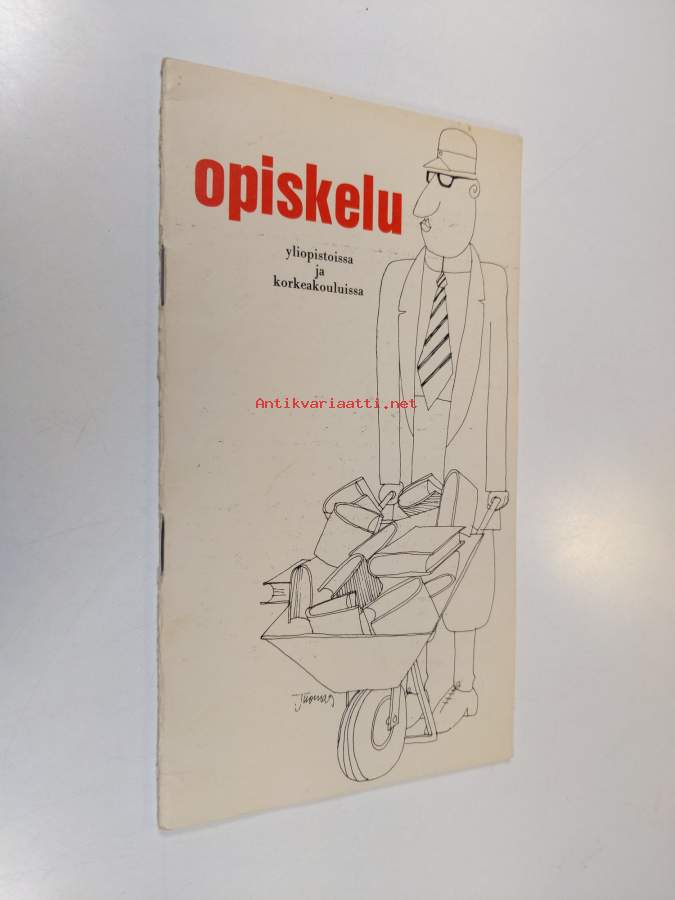 opiskelu
yliopistoissa
ja
korkeakouluissa
Antikvariaatti.net